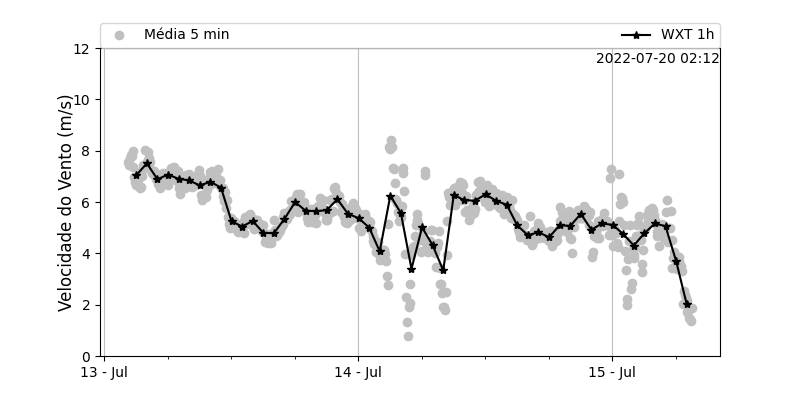 Média 5 min
WXT 1h
2022-07-20 02:12
Velocidade do Vento (m/s)
12
10
8
6
4
2
0
13 - Jul
14 - Jul
15 - Jul